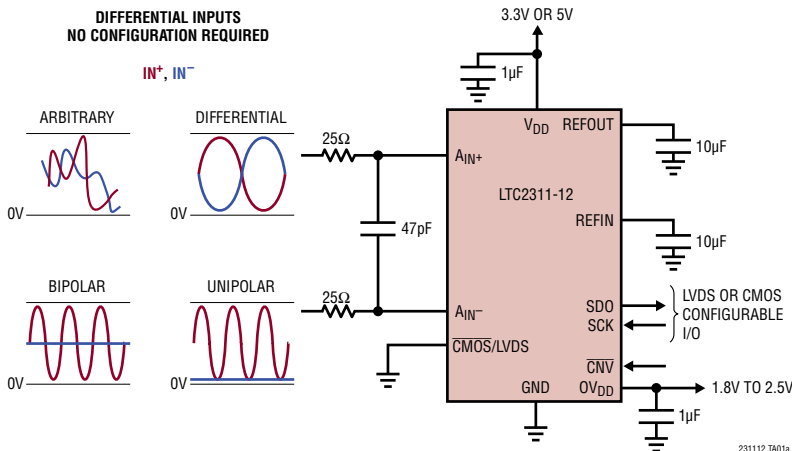 DIFFERENTIAL INPUTS
NO CONFIGURATION REQUIRED
IN+, IN−
ARBITRARY
DIFFERENTIAL
0V
0V
BIPOLAR
UNIPOLAR
0V
0V
25Ω
47pF
25Ω
3.3V OR 5V
1µF
VDD
REFOUT
10µF
AIN+
LTC2311-12
REFIN
10µF
AIN−
SDO
SCK
LVDS OR CMOS
CONFIGURABLE
I/O
CMOS/LVDS
CNV
GND
OVDD
1.8V TO 2.5V
1µF
231112 TA01a